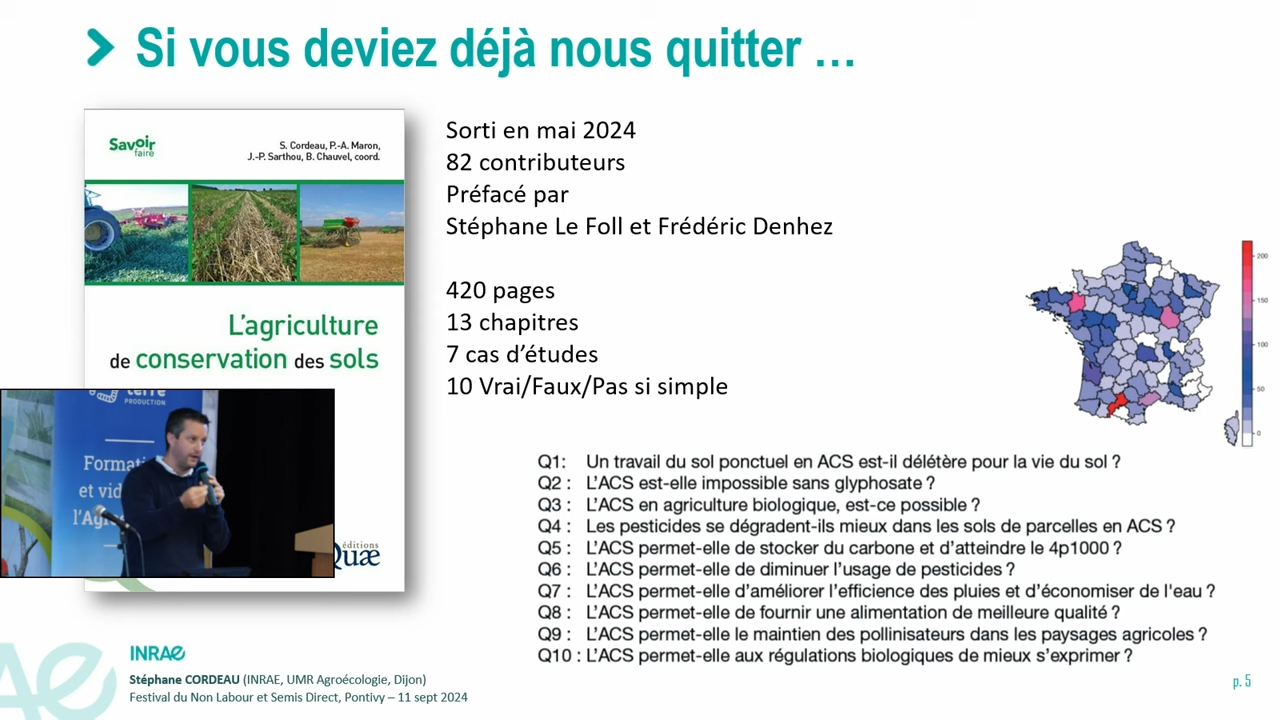 Si vous deviez déjà nous quitter …
Savoir
faire
S. Cordeau, P.-A. Maron,
J.-P. Sarthou, B. Chauvel, coord.
L'agriculture
de conservation des sols
éditions
Quæ
Sorti en mai 2024
82 contributeurs
Préfacé par
Stéphane Le Foll et Frédéric Denhez
420 pages
13 chapitres
7 cas d'études
10 Vrai/Faux/Pas si simple
200
150
100
50
0
terre
PRODUCTION
Formati
et vid
l'Agr
Q1: Un travail du sol ponctuel en ACS est-il délétère pour la vie du sol ?
Q2 : L'ACS est-elle impossible sans glyphosate ?
Q3 : L'ACS en agriculture biologique, est-ce possible ?
Q4 : Les pesticides se dégradent-ils mieux dans les sols de parcelles en ACS ?
Q5 : L'ACS permet-elle de stocker du carbone et d'atteindre le 4p1000 ?
Q6 : L'ACS permet-elle de diminuer l'usage de pesticides ?
Q7 : L'ACS permet-elle d'améliorer l'efficience des pluies et d'économiser de l'eau ?
Q8 : L'ACS permet-elle de fournir une alimentation de meilleure qualité ?
Q9 : L'ACS permet-elle le maintien des pollinisateurs dans les paysages agricoles ?
Q10 : L'ACS permet-elle aux régulations biologiques de mieux s'exprimer ?
INRAE
Stéphane CORDEAU (INRAE, UMR Agroécologie, Dijon)
Festival du Non Labour et Semis Direct, Pontivy – 11 sept 2024
p. 5